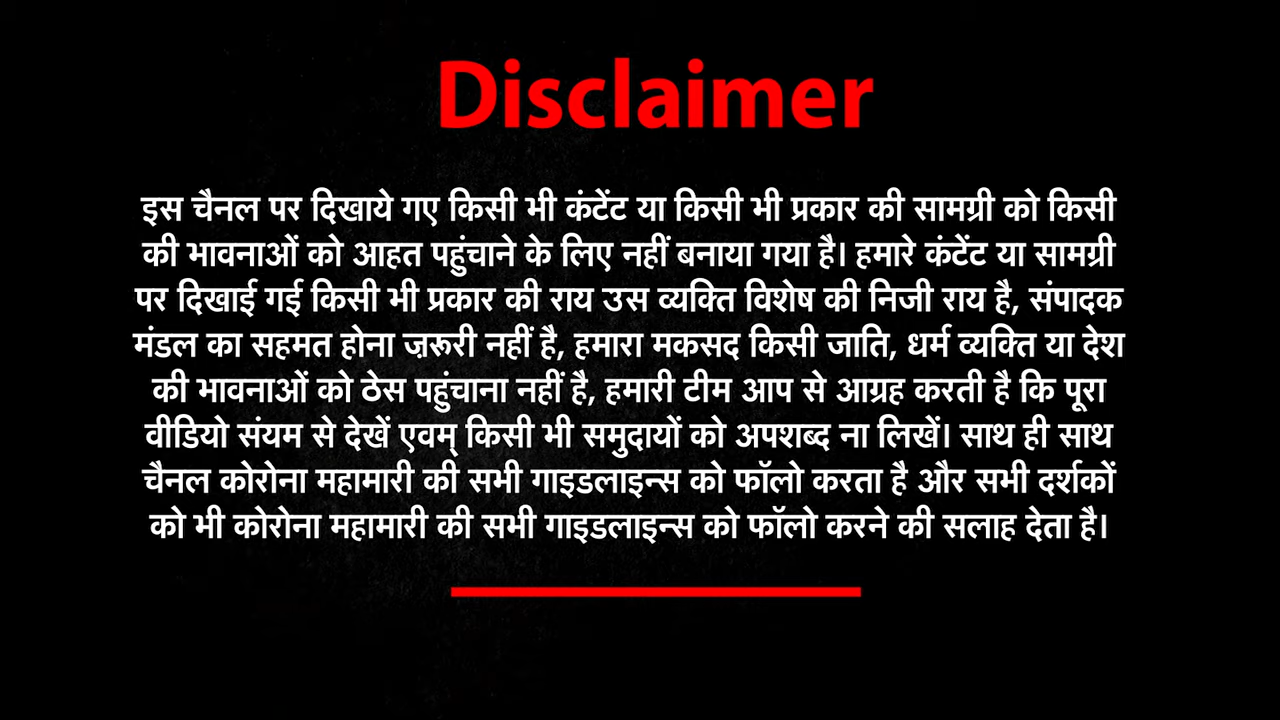 Disclaimer
इस चैनल पर दिखाये गए किसी भी कंटेंट या किसी भी प्रकार की सामग्री को किसी
की भावनाओं को आहत पहुंचाने के लिए नहीं बनाया गया है। हमारे कंटेंट या सामग्री
पर दिखाई गई किसी भी प्रकार की राय उस व्यक्ति विशेष की निजी राय है, संपादक
मंडल का सहमत होना ज़रूरी नहीं है, हमारा मकसद किसी जाति, धर्म व्यक्ति या देश
की भावनाओं को ठेस पहुंचाना नहीं है, हमारी टीम आप से आग्रह करती है कि पूरा
वीडियो संयम से देखें एवम् किसी भी समुदायों को अपशब्द ना लिखें। साथ ही साथ
चैनल कोरोना महामारी की सभी गाइडलाइन्स को फॉलो करता है और सभी दर्शकों
को भी कोरोना महामारी की सभी गाइडलाइन्स को फॉलो करने की सलाह देता है।